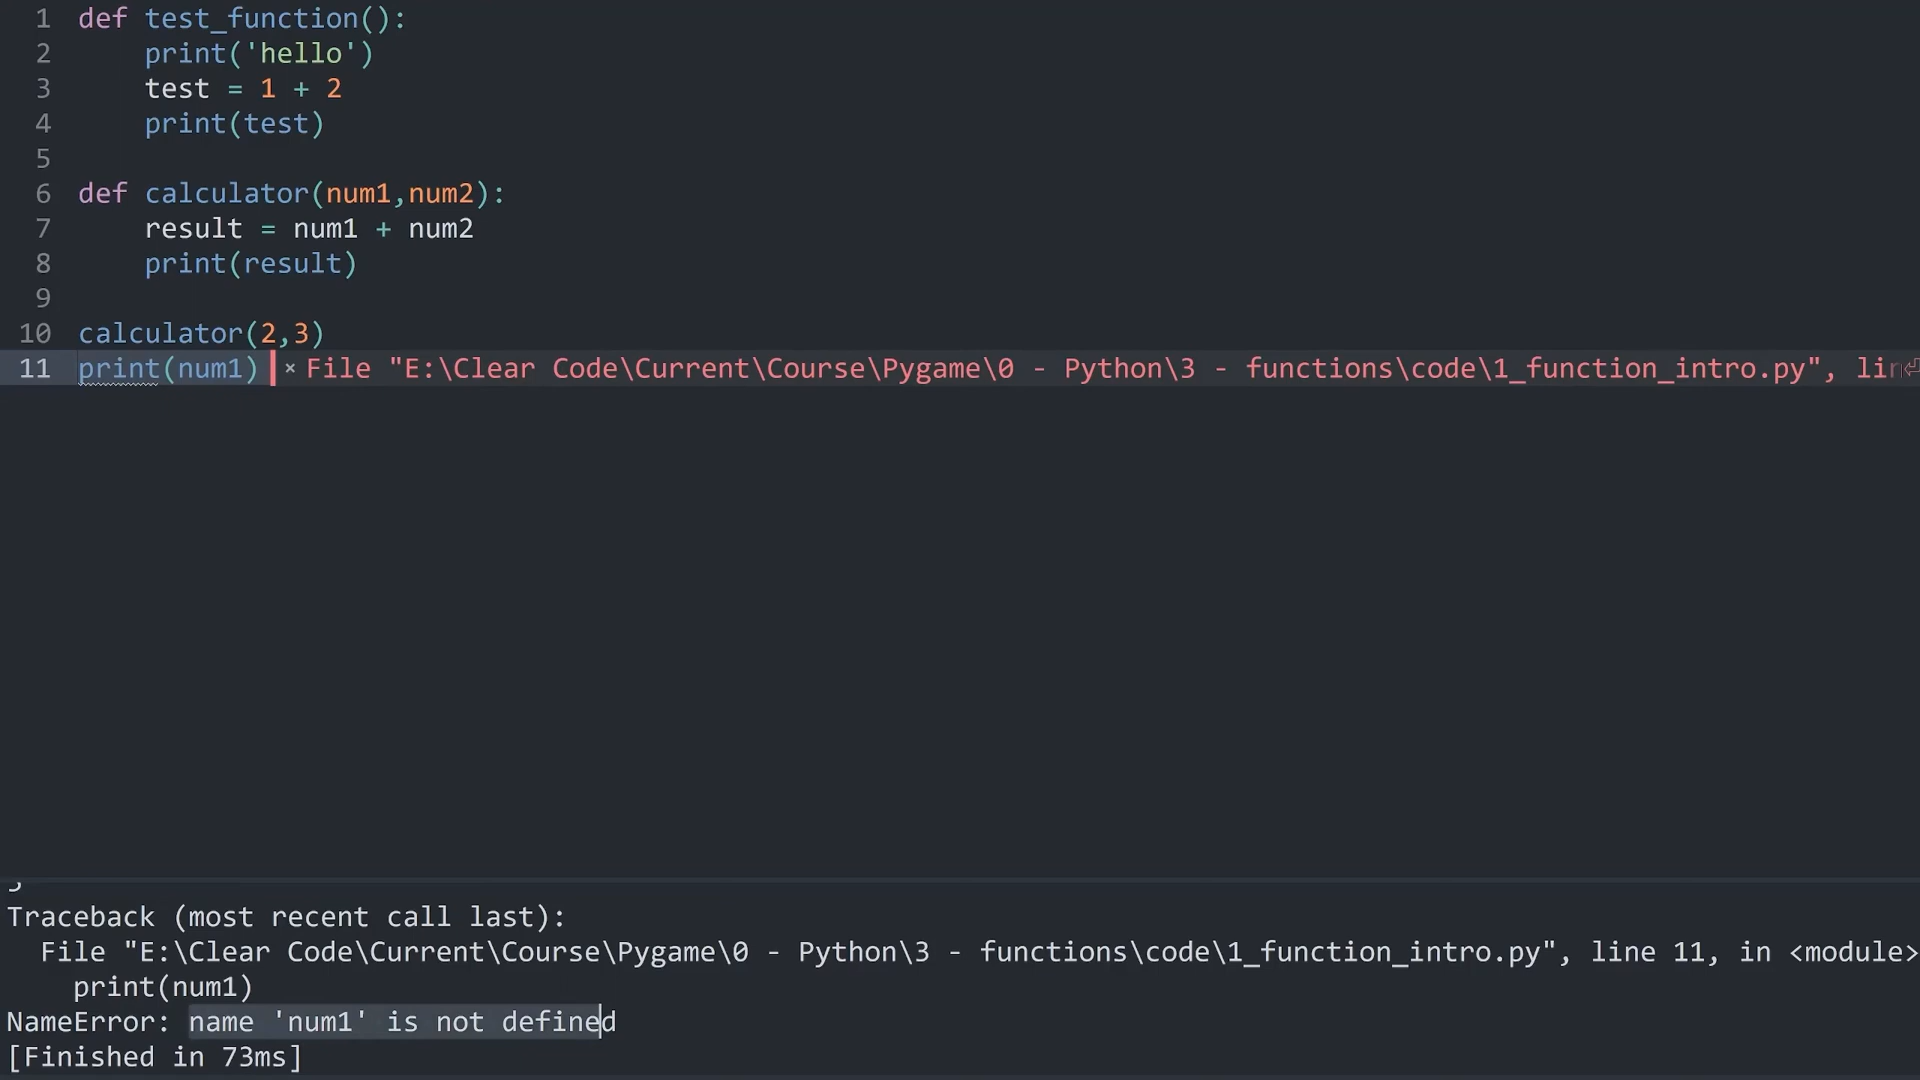 1 def test_function():
2     print('hello')
3     test = 1 + 2
4     print(test)
5
6 def calculator(num1,num2):
7     result = num1 + num2
8     print(result)
9
10 calculator(2,3)
11 print(num1) × File "E:\Clear Code\Current\Course\Pygame\0 - Python\3 - functions\code\1_function_intro.py", lin
Traceback (most recent call last):
  File "E:\Clear Code\Current\Course\Pygame\0 - Python\3 - functions\code\1_function_intro.py", line 11, in <module>
    print(num1)
NameError: name 'num1' is not defined
[Finished in 73ms]